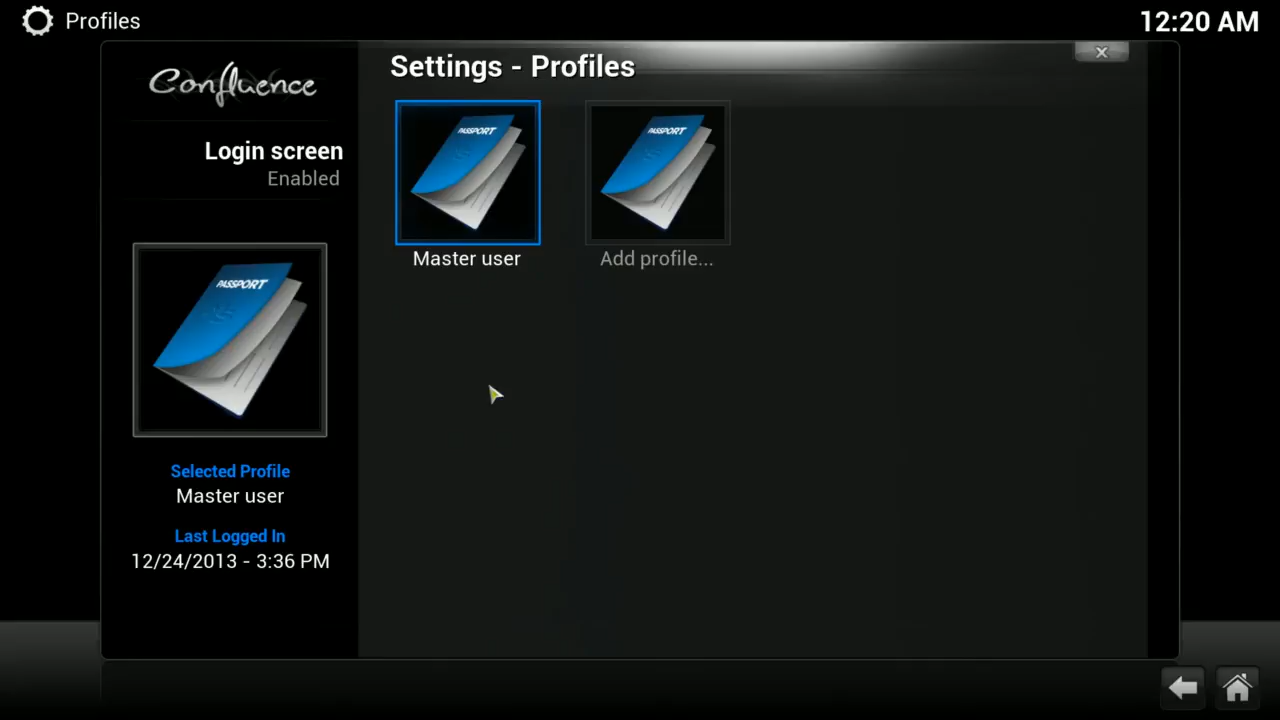 Profiles
12:20 AM
Confluence
Login screen
Enabled
PASSPORT
Selected Profile
Master user
Last Logged In
12/24/2013 - 3:36 PM
Settings - Profiles
PASSPORT
Master user
PASSPORT
Add profile...